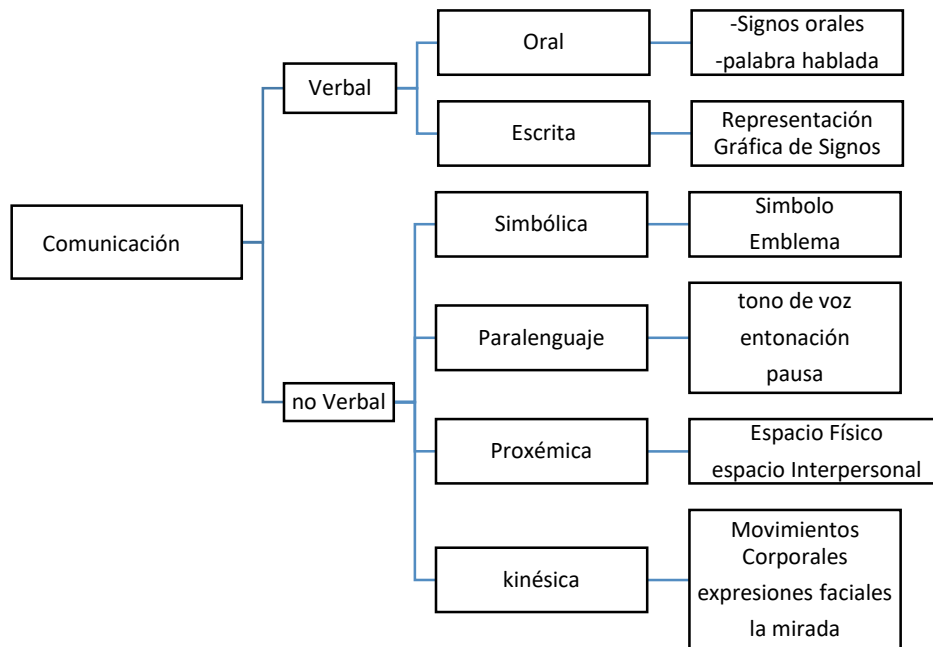 Comunicación
Verbal
Oral
-Signos orales
-palabra hablada
Escrita
Representación
Gráfica de Signos
no Verbal
Simbólica
Simbolo
Emblema
Paralenguaje
tono de voz
entonación
pausa
Proxémica
Espacio Físico
espacio Interpersonal
kinésica
Movimientos
Corporales
expresiones faciales
la mirada